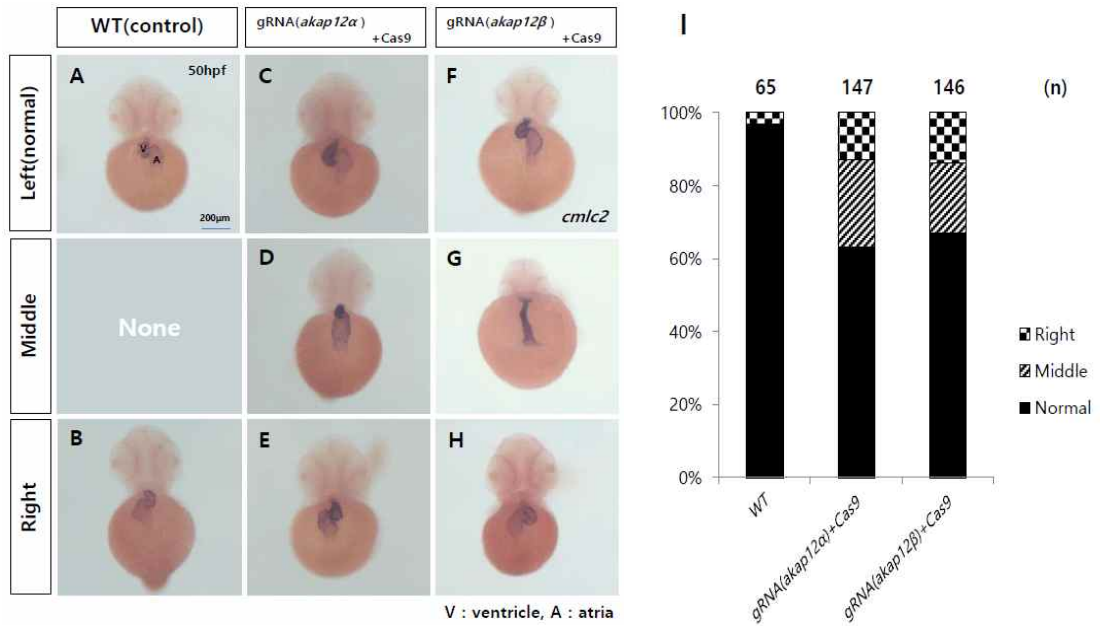 WT(control)
gRNA(akap12α)
+Cas9
gRNA(akap12β)
+Cas9
Left(normal)
A
50hpf
V
A
200μm
C
F
cmlc2
Middle
None
D
G
Right
B
E
H
V : ventricle, A : atria
I
65 147 146 (n)
100%
80%
60%
40%
20%
0%
Right
Middle
Normal
WT
gRNA(akap12α)+Cas9
gRNA(akap12β)+Cas9